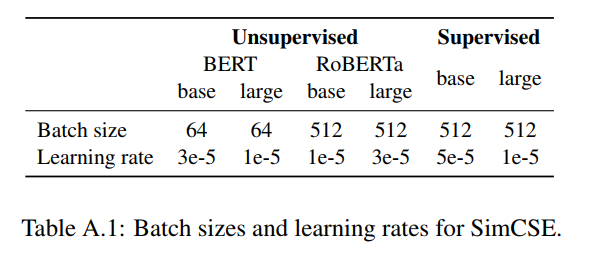 Unsupervised Supervised
BERT RoBERTa
base large base large base large
Batch size 64 64 512 512 512 512
Learning rate 3e-5 1e-5 1e-5 3e-5 5e-5 1e-5
Table A.1: Batch sizes and learning rates for SimCSE.